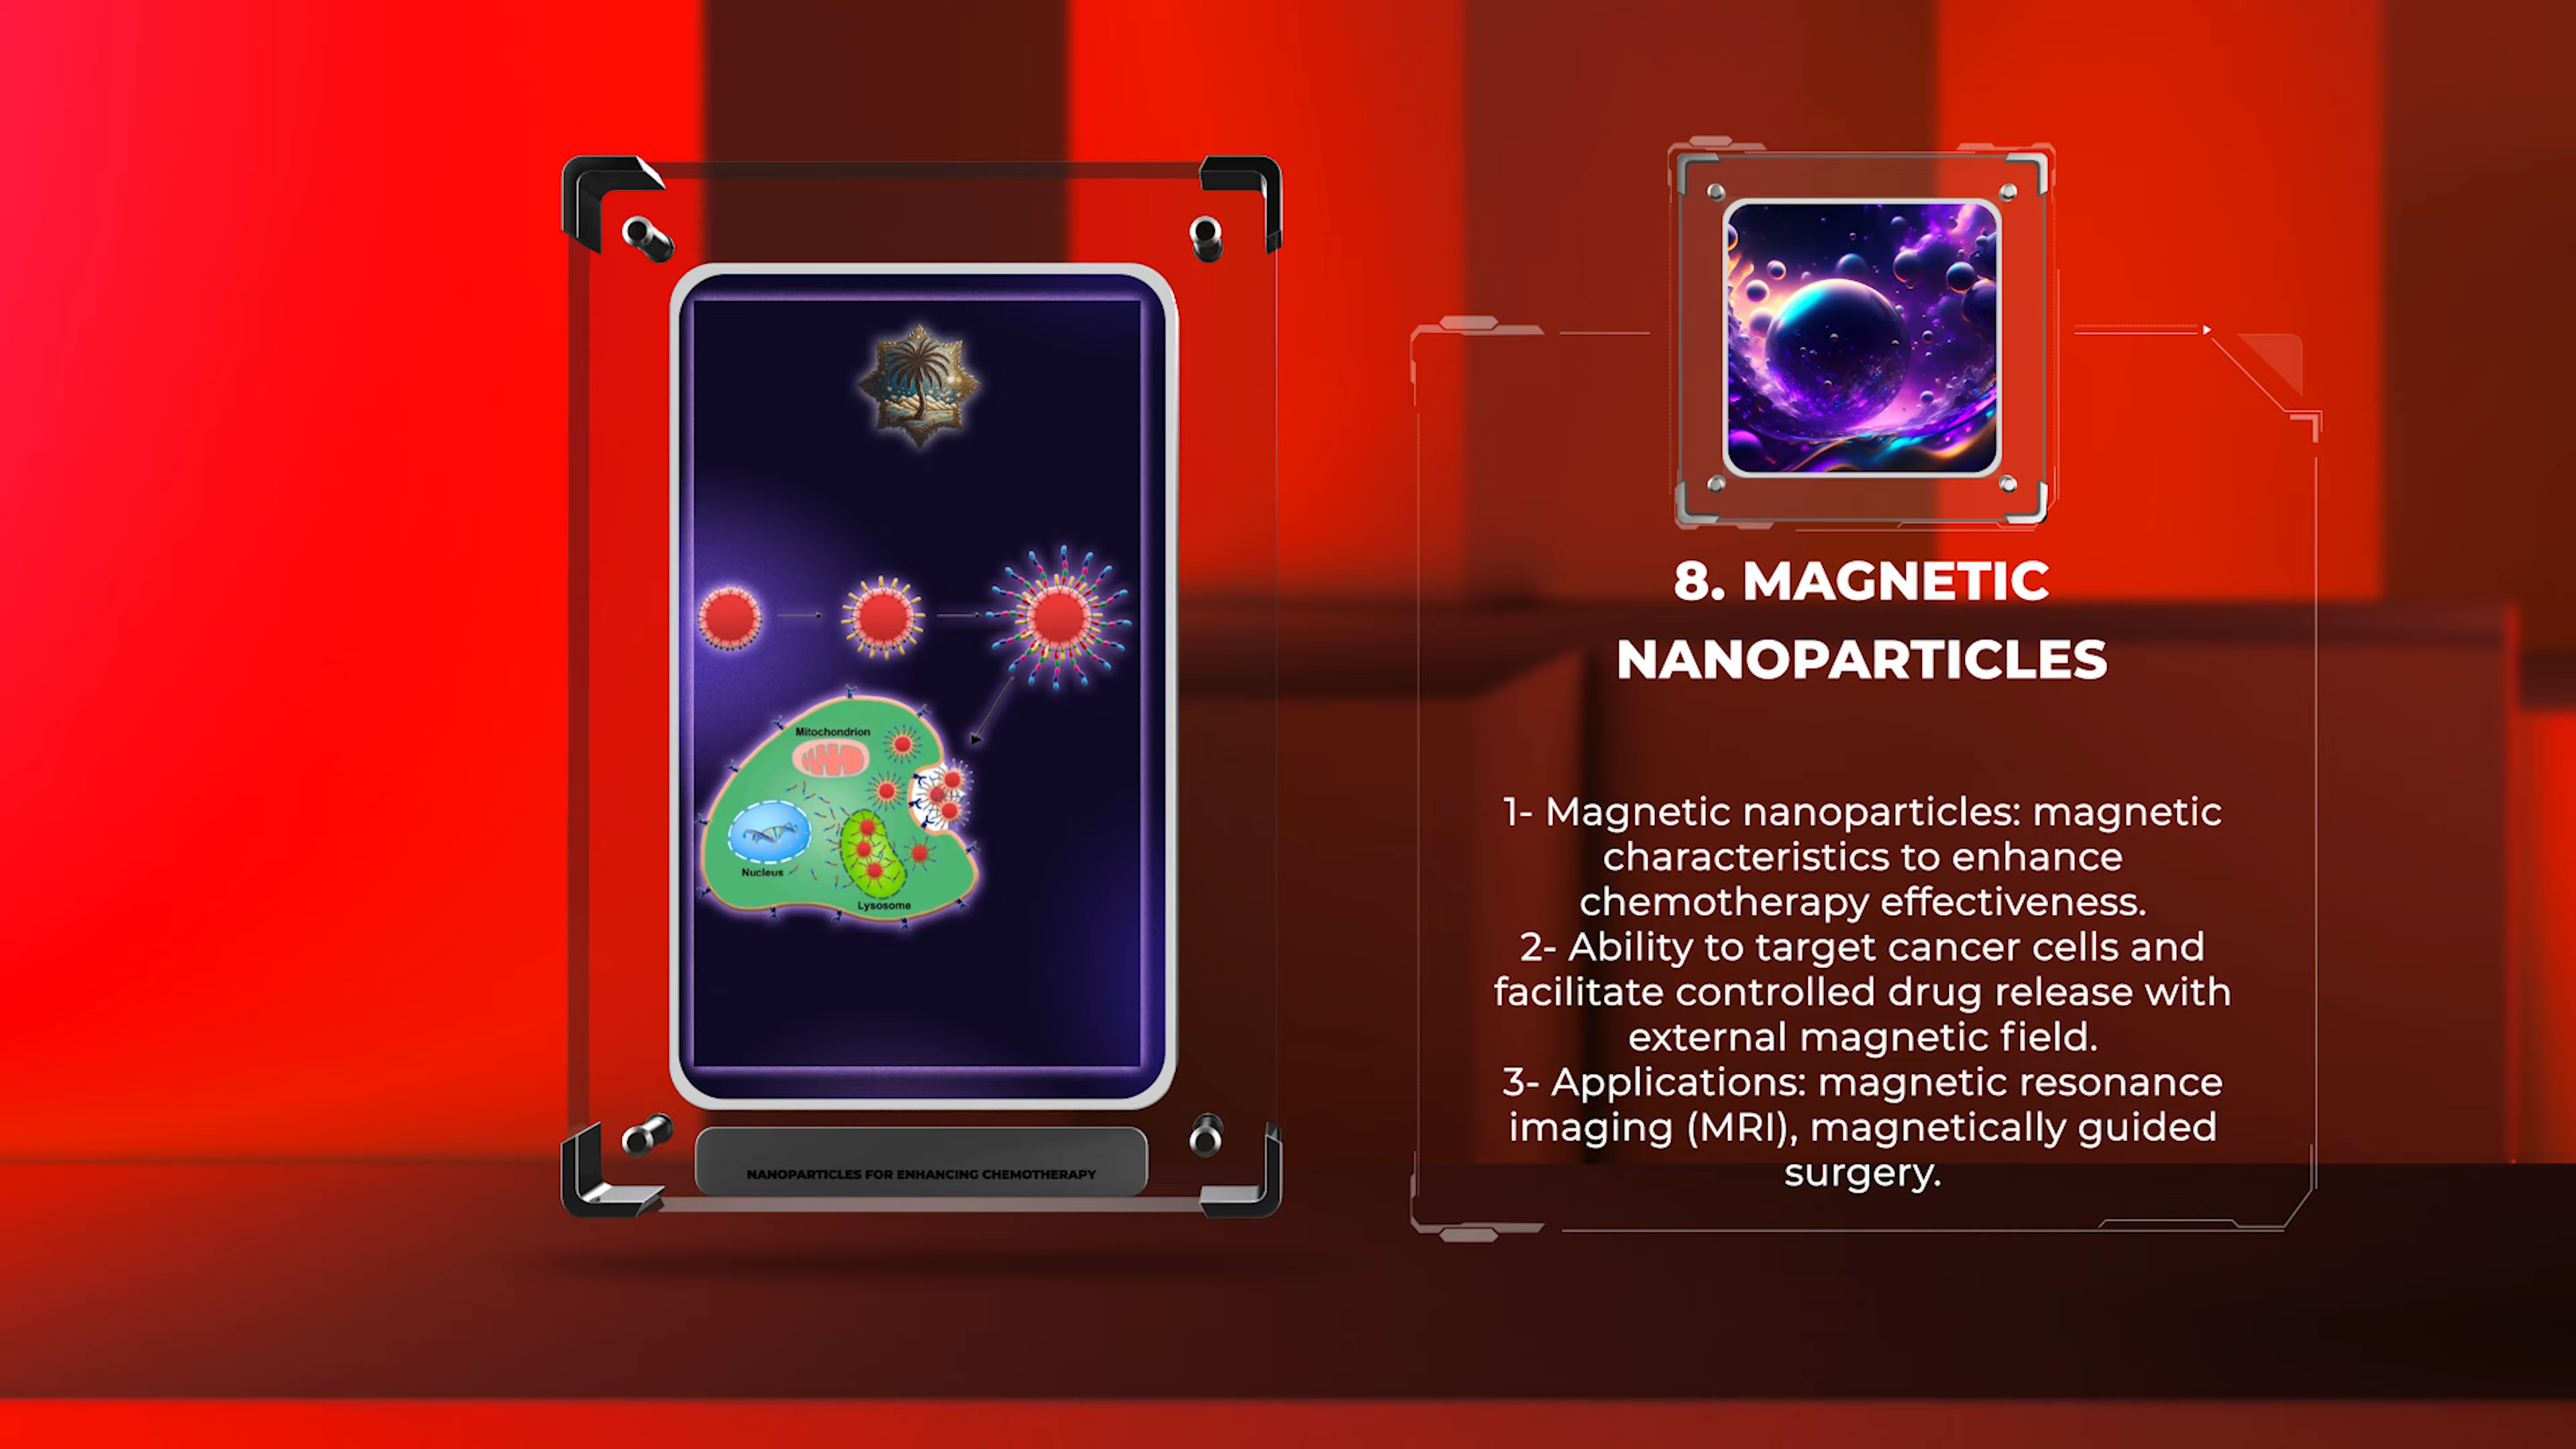 Mitochondrion
Nucleus
Lysosome
NANOPARTICLES FOR ENHANCING CHEMOTHERAPY
8. MAGNETIC
NANOPARTICLES
1- Magnetic nanoparticles: magnetic
characteristics to enhance
chemotherapy effectiveness.
2- Ability to target cancer cells and
facilitate controlled drug release with
external magnetic field.
3- Applications: magnetic resonance
imaging (MRI), magnetically guided
surgery.